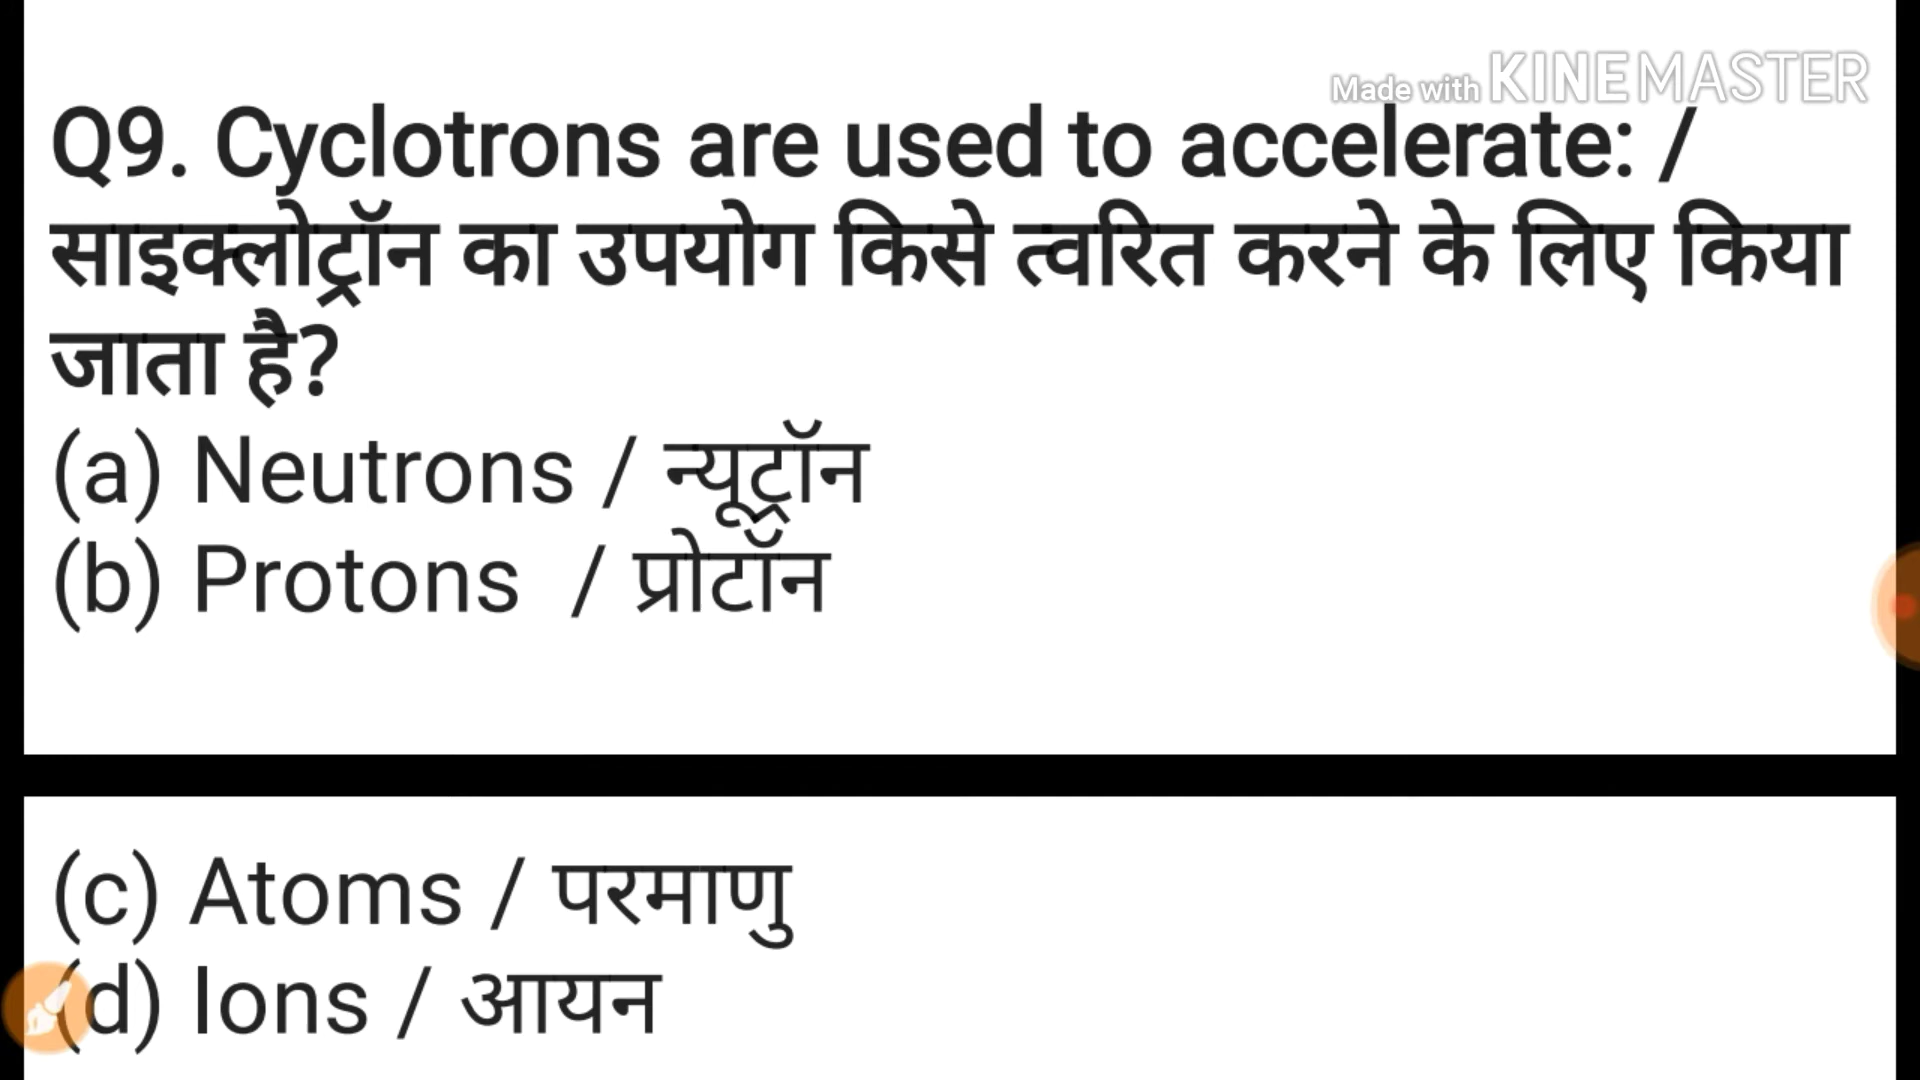 Made with KINEMASTER
Q9. Cyclotrons are used to accelerate: /
साइक्लोट्रॉन का उपयोग किसे त्वरित करने के लिए किया
जाता है?
(a) Neutrons / न्यूट्रॉन
(b) Protons / प्रोटॉन
(c) Atoms / परमाणु
(d) Ions / आयन